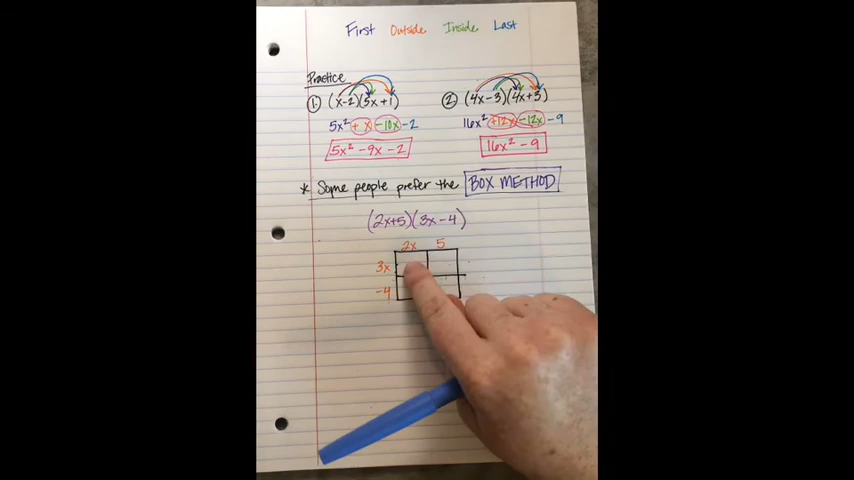 First Outside Inside Last
Practice
① (x-2)(5x+1)
② (4x-3)(4x+3)
5x² + x -10x -2
16x² +12x -12x -9
5x² -9x -2
16x² -9
* Some people prefer the BOX METHOD
(2x+5)(3x-4)
2x 5
3x
-4